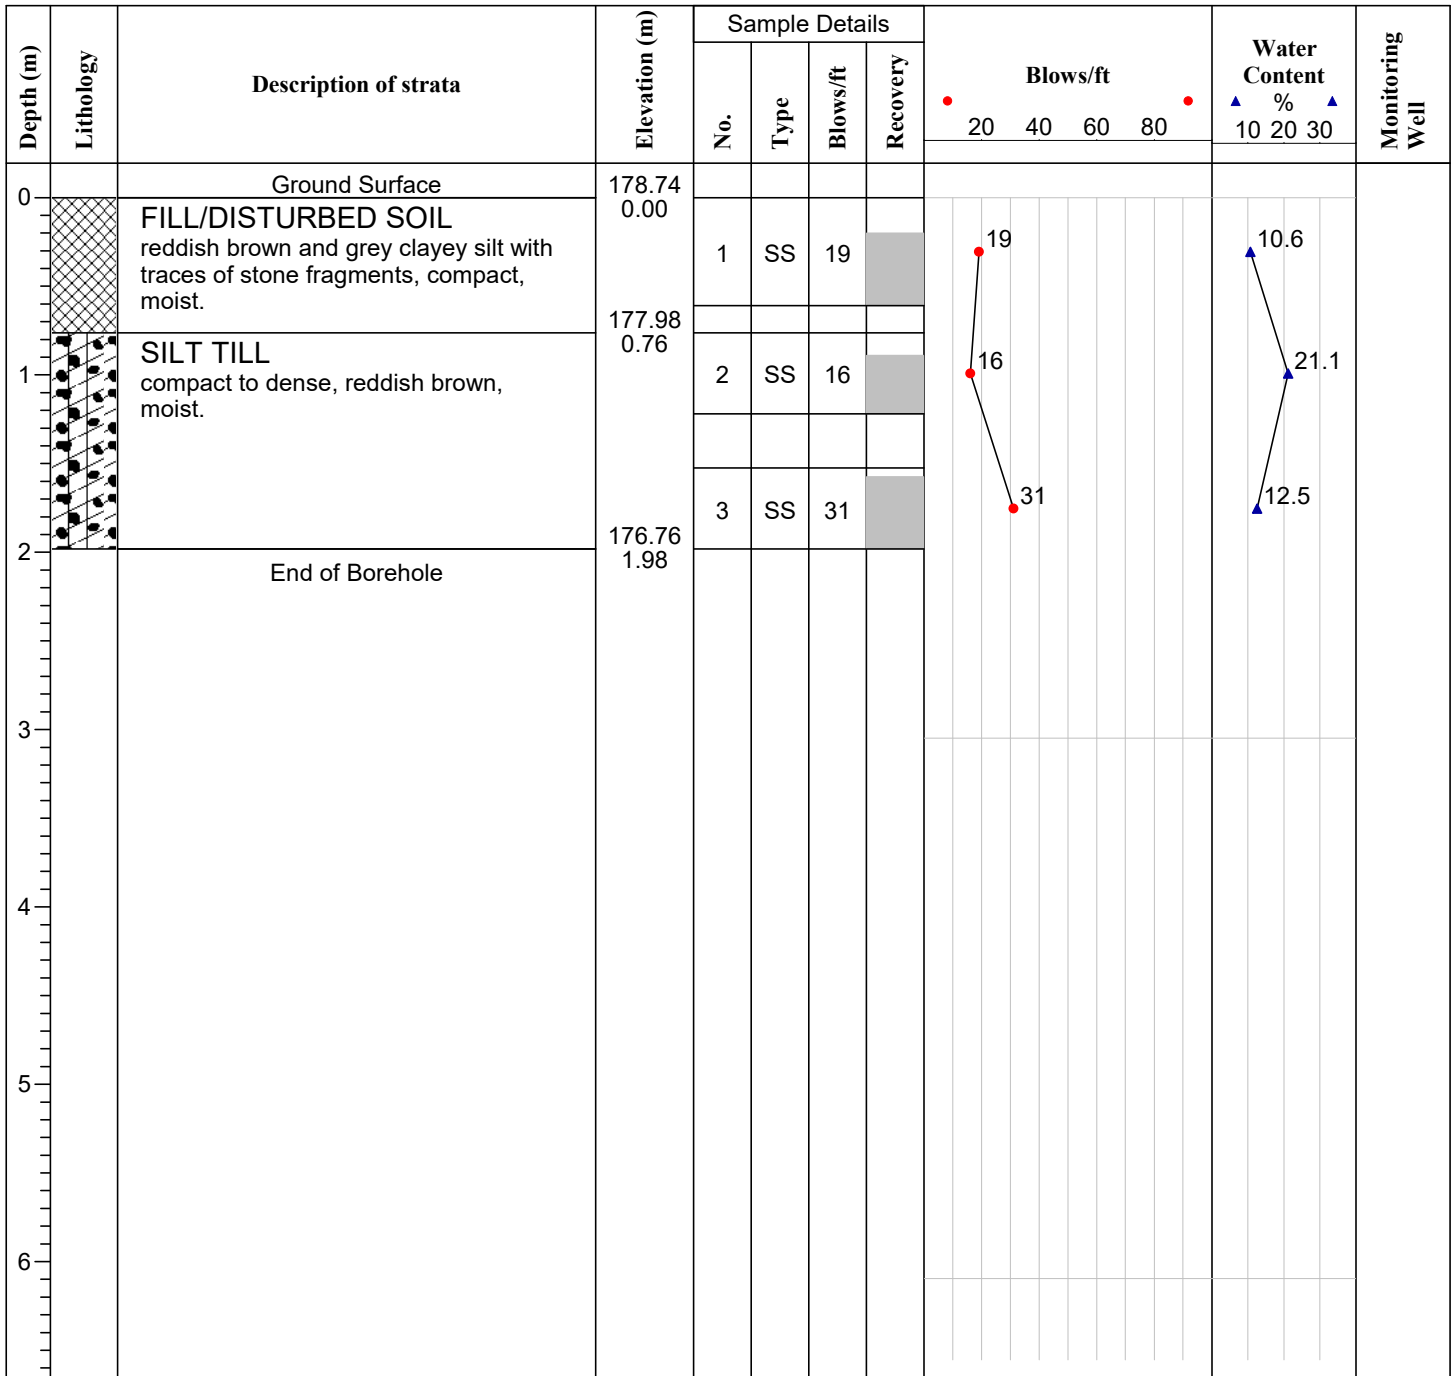 Depth (m)
Lithology
Description of strata
Elevation (m)
Sample Details
No.
Type
Blows/ft
Recovery
Blows/ft
20 40 60 80
Water
Content
%
10 20 30
Monitoring
Well
Ground Surface
178.74
0
0.00
FILL/DISTURBED SOIL
reddish brown and grey clayey silt with
traces of stone fragments, compact,
moist.
1 SS 19
19
10.6
177.98
0.76
SILT TILL
compact to dense, reddish brown,
moist.
1
2 SS 16
16
21.1
3 SS 31
31
12.5
176.76
1.98
2
End of Borehole
3
4
5
6